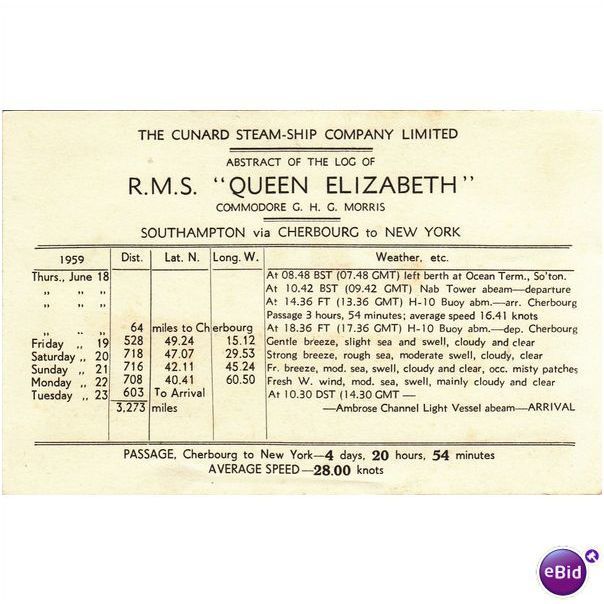 THE CUNARD STEAM-SHIP COMPANY LIMITED
ABSTRACT OF THE LOG OF
R.M.S. "QUEEN ELIZABETH"
COMMODORE G. H. G. MORRIS
SOUTHAMPTON via CHERBOURG to NEW YORK
1959 Dist. Lat. N. Long. W. Weather, etc.
Thurs., June 18 At 08.48 BST (07.48 GMT) left berth at Ocean Term., So'ton.
,, ,, ,, At 10.42 BST (09.42 GMT) Nab Tower abeam—departure
,, ,, ,, At 14.36 FT (13.36 GMT) H-10 Buoy abm.—arr. Cherbourg
Passage 3 hours, 54 minutes; average speed 16.41 knots
,, ,, ,, 64 miles to Cherbourg At 18.36 FT (17.36 GMT) H-10 Buoy abm.—dep. Cherbourg
Friday ,, 19 528 49.24 15.12 Gentle breeze, slight sea and swell, cloudy and clear
Saturday ,, 20 718 47.07 29.53 Strong breeze, rough sea, moderate swell, cloudy, clear
Sunday ,, 21 716 42.11 45.24 Fr. breeze, mod. sea, swell, cloudy and clear, occ. misty patches
Monday ,, 22 708 40.41 60.50 Fresh W. wind, mod. sea, swell, mainly cloudy and clear
Tuesday ,, 23 603 To Arrival At 10.30 DST (14.30 GMT —
3,273 miles —Ambrose Channel Light Vessel abeam—ARRIVAL
PASSAGE, Cherbourg to New York—4 days, 20 hours, 54 minutes
AVERAGE SPEED—28.00 knots
eBid